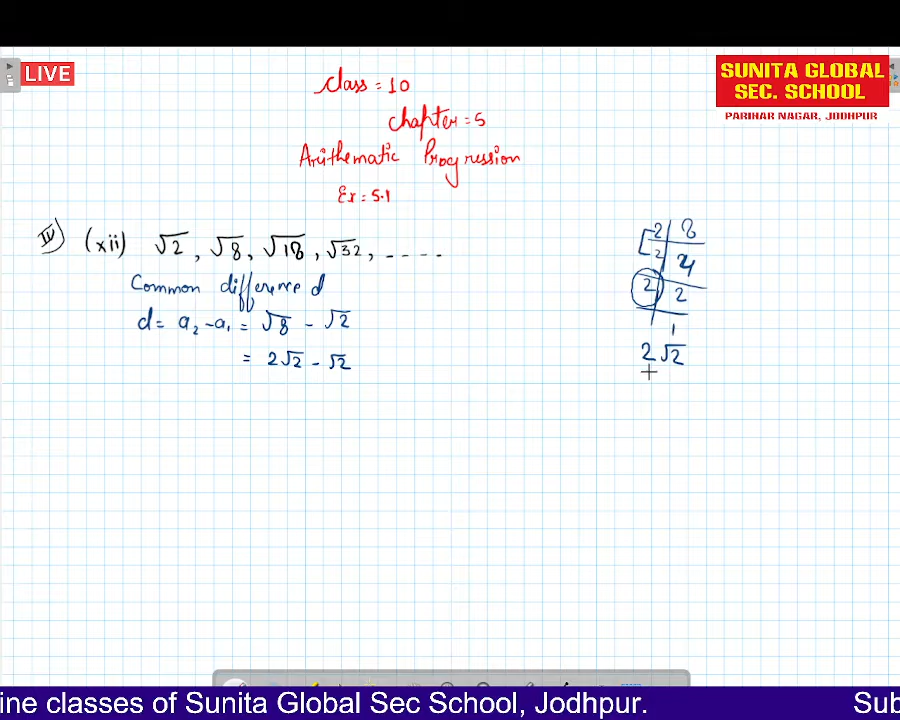 LIVE
SUNITA GLOBAL
SEC. SCHOOL
PARIHAR NAGAR, JODHPUR
Class = 10
Chapter = 5
Arithematic Progression
Ex = 5.1
IV) (xii) √2, √8, √18, √32, -----
Common difference d
d = a₂ - a₁ = √8 - √2
= 2√2 - √2
2 | 8
2 | 4
2 | 2
| 1
2√2
ine classes of Sunita Global Sec School, Jodhpur. Sub